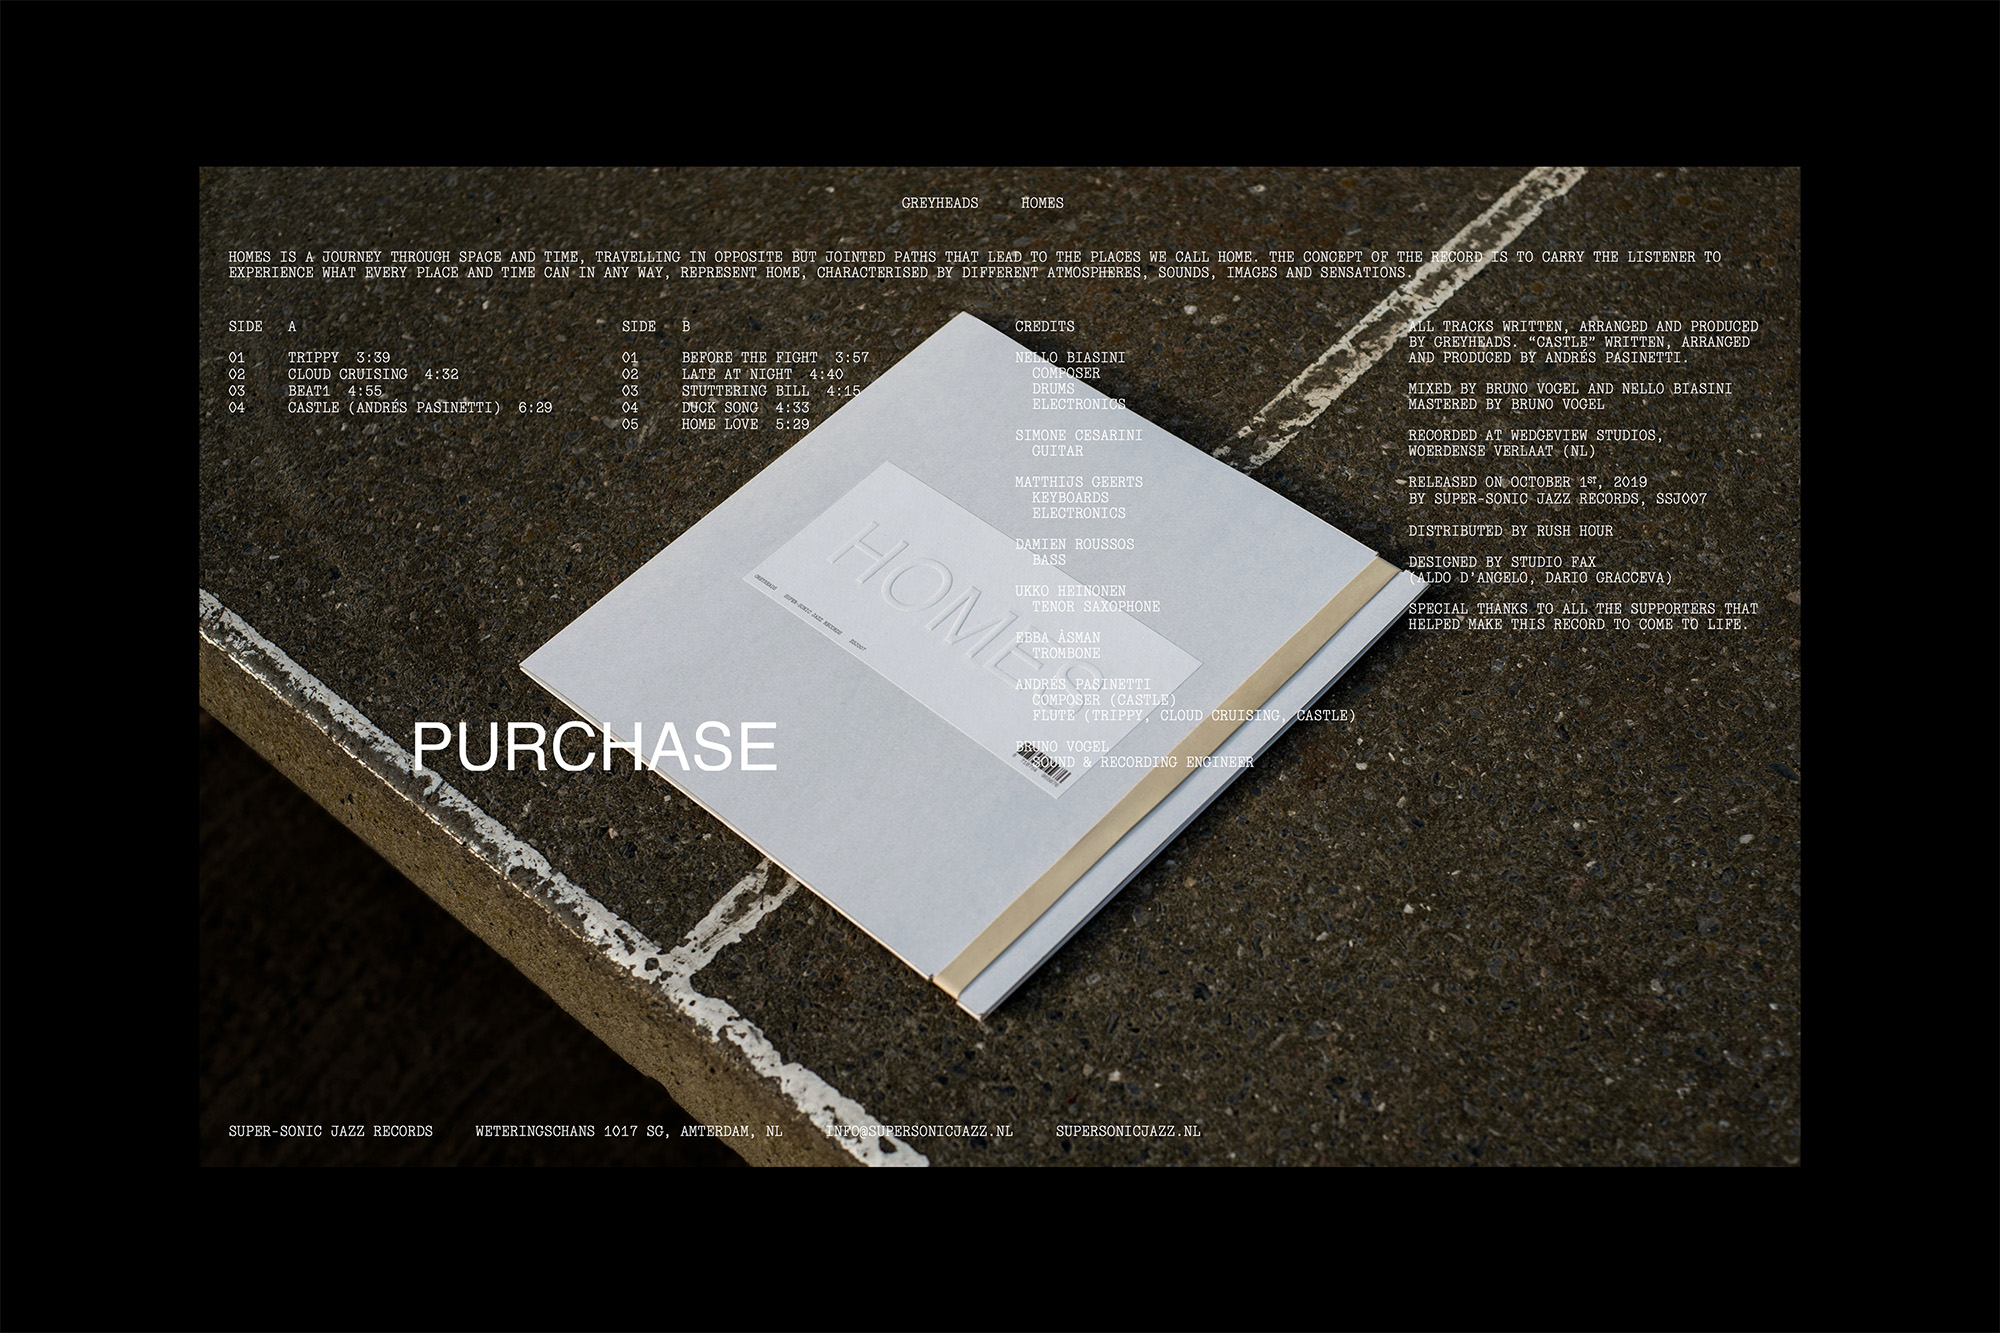 GREYHEADS HOMES
HOMES IS A JOURNEY THROUGH SPACE AND TIME, TRAVELLING IN OPPOSITE BUT JOINTED PATHS THAT LEAD TO THE PLACES WE CALL HOME. THE CONCEPT OF THE RECORD IS TO CARRY THE LISTENER TO
EXPERIENCE WHAT EVERY PLACE AND TIME CAN IN ANY WAY, REPRESENT HOME, CHARACTERISED BY DIFFERENT ATMOSPHERES, SOUNDS, IMAGES AND SENSATIONS.
SIDE A
01 TRIPPY 3:39
02 CLOUD CRUISING 4:32
03 BEAT1 4:55
04 CASTLE (ANDRÉS PASINETTI) 6:29
SIDE B
01 BEFORE THE FIGHT 3:57
02 LATE AT NIGHT 4:40
03 STUTTERING BILL 4:15
04 DUCK SONG 4:33
05 HOME LOVE 5:29
CREDITS
NELLO BIASINI
COMPOSER
DRUMS
ELECTRONICS
SIMONE CESARINI
GUITAR
MATTHIJS GEERTS
KEYBOARDS
ELECTRONICS
DAMIEN ROUSSOS
BASS
UKKO HEINONEN
TENOR SAXOPHONE
EBBA ÅSMAN
TROMBONE
ANDRÉS PASINETTI
COMPOSER (CASTLE)
FLUTE (TRIPPY, CLOUD CRUISING, CASTLE)
BRUNO VOGEL
SOUND & RECORDING ENGINEER
ALL TRACKS WRITTEN, ARRANGED AND PRODUCED
BY GREYHEADS. “CASTLE” WRITTEN, ARRANGED
AND PRODUCED BY ANDRÉS PASINETTI.
MIXED BY BRUNO VOGEL AND NELLO BIASINI
MASTERED BY BRUNO VOGEL
RECORDED AT WEDGEVIEW STUDIOS,
WOERDENSE VERLAAT (NL)
RELEASED ON OCTOBER 1ST, 2019
BY SUPER-SONIC JAZZ RECORDS, SSJ007
DISTRIBUTED BY RUSH HOUR
DESIGNED BY STUDIO FAX
(ALDO D'ANGELO, DARIO GRACCEVA)
SPECIAL THANKS TO ALL THE SUPPORTERS THAT
HELPED MAKE THIS RECORD TO COME TO LIFE.
HOMES
GREYHEADS SUPER-SONIC JAZZ RECORDS SSJ007
PURCHASE
SUPER-SONIC JAZZ RECORDS WETERINGSCHANS 1017 SG, AMTERDAM, NL INFO@SUPERSONICJAZZ.NL SUPERSONICJAZZ.NL